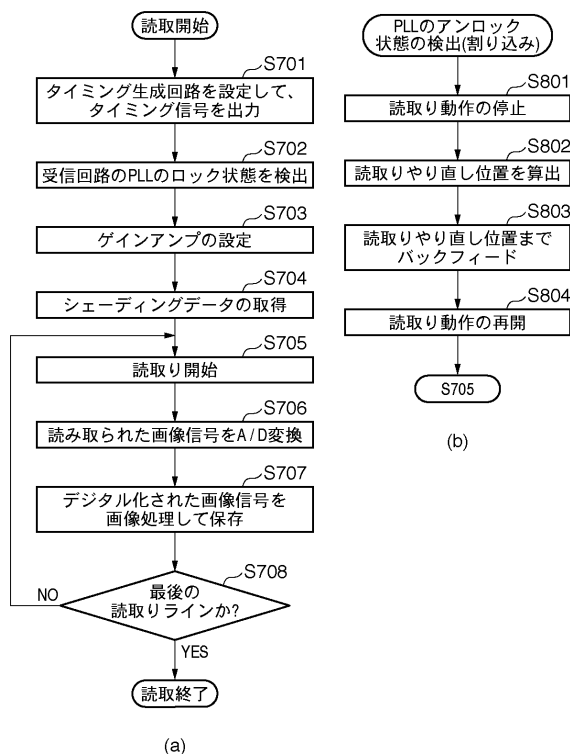 読取開始
S701
タイミング生成回路を設定して、
タイミング信号を出力
S702
受信回路のPLLのロック状態を検出
S703
ゲインアンプの設定
S704
シェーディングデータの取得
S705
読取り開始
S706
読み取られた画像信号をA/D変換
S707
デジタル化された画像信号を
画像処理して保存
S708
最後の
読取りラインか?
NO
YES
読取終了
(a)
PLLのアンロック
状態の検出(割り込み)
S801
読取り動作の停止
S802
読取りやり直し位置を算出
S803
読取りやり直し位置まで
バックフィード
S804
読取り動作の再開
S705
(b)